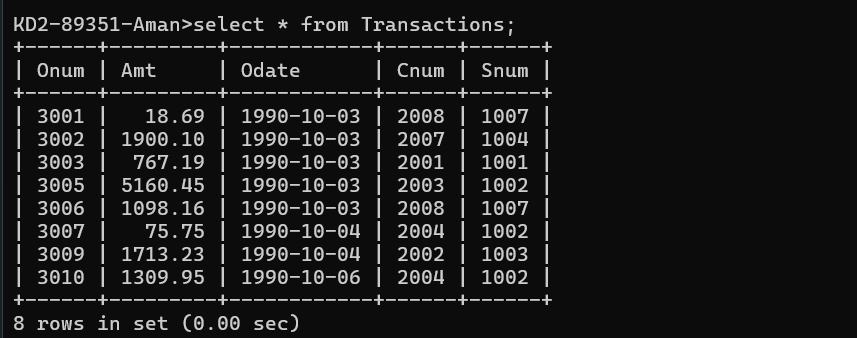 KD2-89351-Aman>select * from Transactions;
+------+---------+------------+------+------+
| Onum | Amt     | Odate      | Cnum | Snum |
+------+---------+------------+------+------+
| 3001 |   18.69 | 1990-10-03 | 2008 | 1007 |
| 3002 | 1900.10 | 1990-10-03 | 2007 | 1004 |
| 3003 |  767.19 | 1990-10-03 | 2001 | 1001 |
| 3005 | 5160.45 | 1990-10-03 | 2003 | 1002 |
| 3006 | 1098.16 | 1990-10-03 | 2008 | 1007 |
| 3007 |   75.75 | 1990-10-04 | 2004 | 1002 |
| 3009 | 1713.23 | 1990-10-04 | 2002 | 1003 |
| 3010 | 1309.95 | 1990-10-06 | 2004 | 1002 |
+------+---------+------------+------+------+
8 rows in set (0.00 sec)